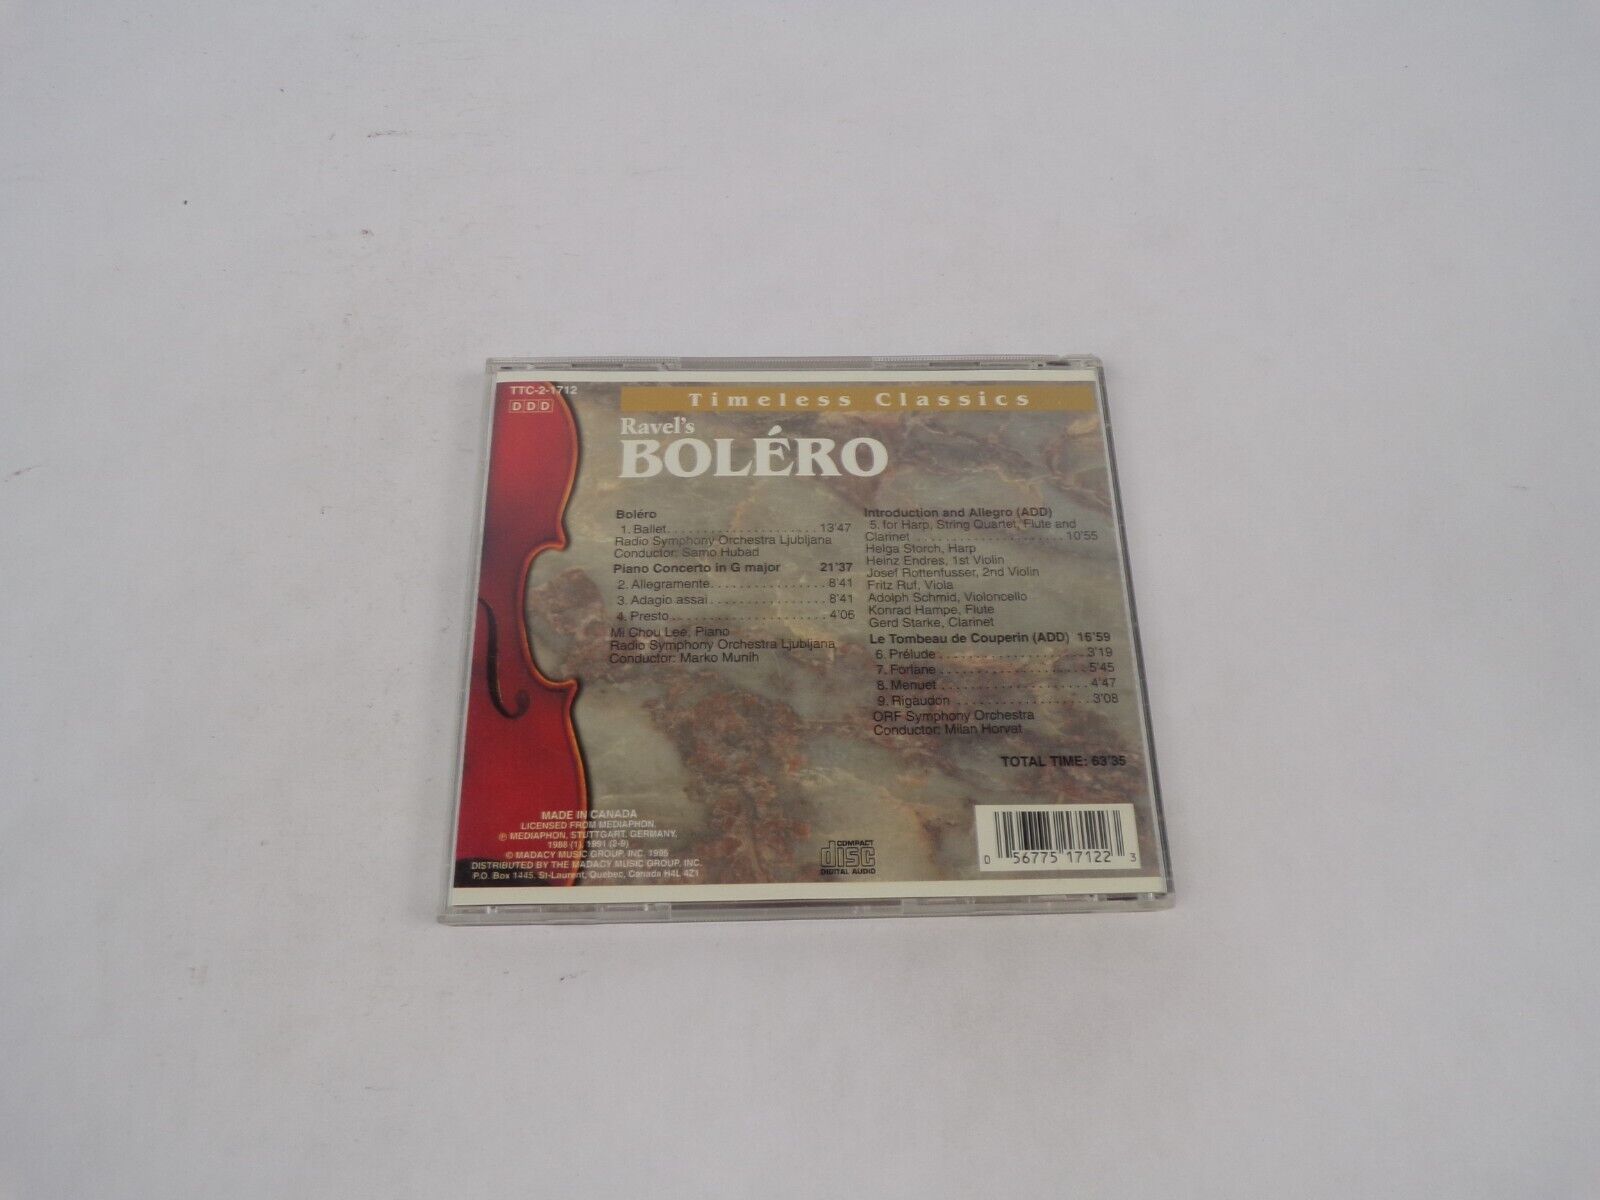 TTC-2-1712
DDD
Timeless Classics
Ravel's
BOLÉRO
Boléro
1. Ballet 13'47
Radio Symphony Orchestra Ljubljana
Conductor: Samo Hubad
Piano Concerto in G major 21'37
2. Allegramente 8'41
3. Adagio assai 8'41
4. Presto 4'06
Mi Chou Lee, Piano
Radio Symphony Orchestra Ljubljana
Conductor: Marko Munih
Introduction and Allegro (ADD)
5. for Harp, String Quartet, Flute and
Clarinet 10'55
Helga Storch, Harp
Heinz Endres, 1st Violin
Josef Rottenfusser, 2nd Violin
Fritz Ruf, Viola
Adolph Schmid, Violoncello
Konrad Hampe, Flute
Gerd Starke, Clarinet
Le Tombeau de Couperin (ADD) 16'59
6. Prélude 3'19
7. Forlane 5'45
8. Menuet 4'47
9. Rigaudon 3'08
ORF Symphony Orchestra
Conductor: Milan Horvat
TOTAL TIME: 63'35
MADE IN CANADA
LICENSED FROM MEDIAPHON.
℗ MEDIAPHON, STUTTGART, GERMANY,
1988 (1), 1991 (2-9)
© MADACY MUSIC GROUP, INC. 1995
DISTRIBUTED BY THE MADACY MUSIC GROUP, INC.
P.O. Box 1445, St-Laurent, Quebec, Canada H4L 4Z1
COMPACT
disc
DIGITAL AUDIO
0 56775 17122 3